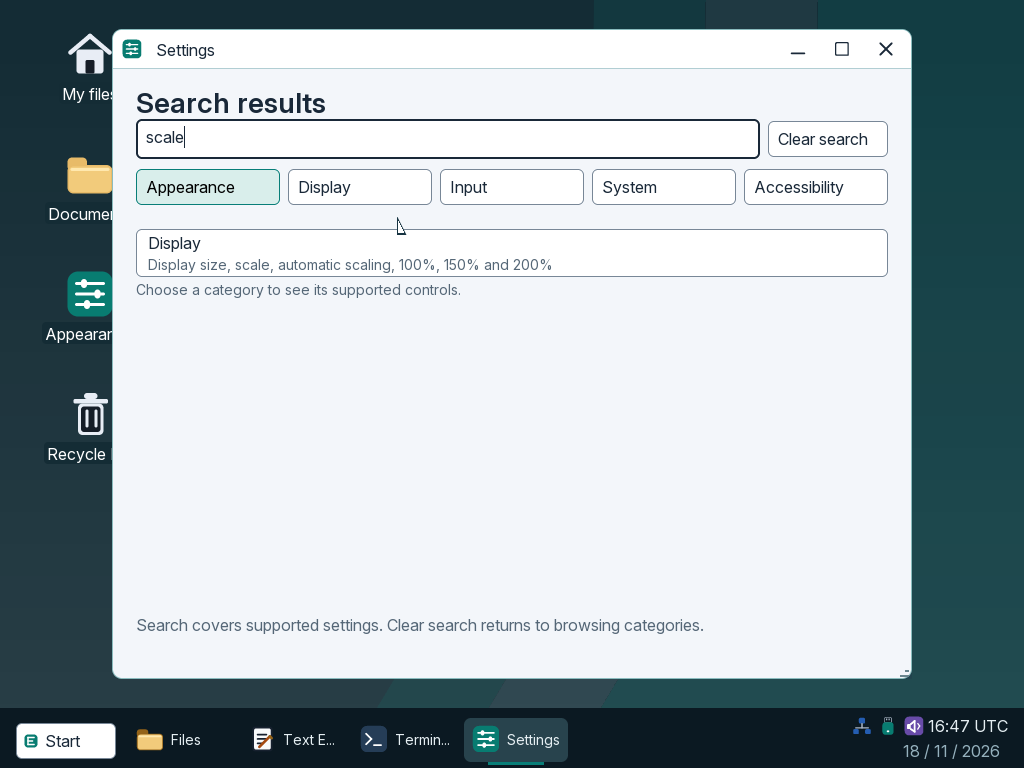 Settings
My files
Search results
scale
Clear search
Appearance
Display
Input
System
Accessibility
Display
Display size, scale, automatic scaling, 100%, 150% and 200%
Choose a category to see its supported controls.
Documen
Appearan
Recycle
Search covers supported settings. Clear search returns to browsing categories.
Start
Files
Text E...
Termin...
Settings
16:47 UTC
18 / 11 / 2026